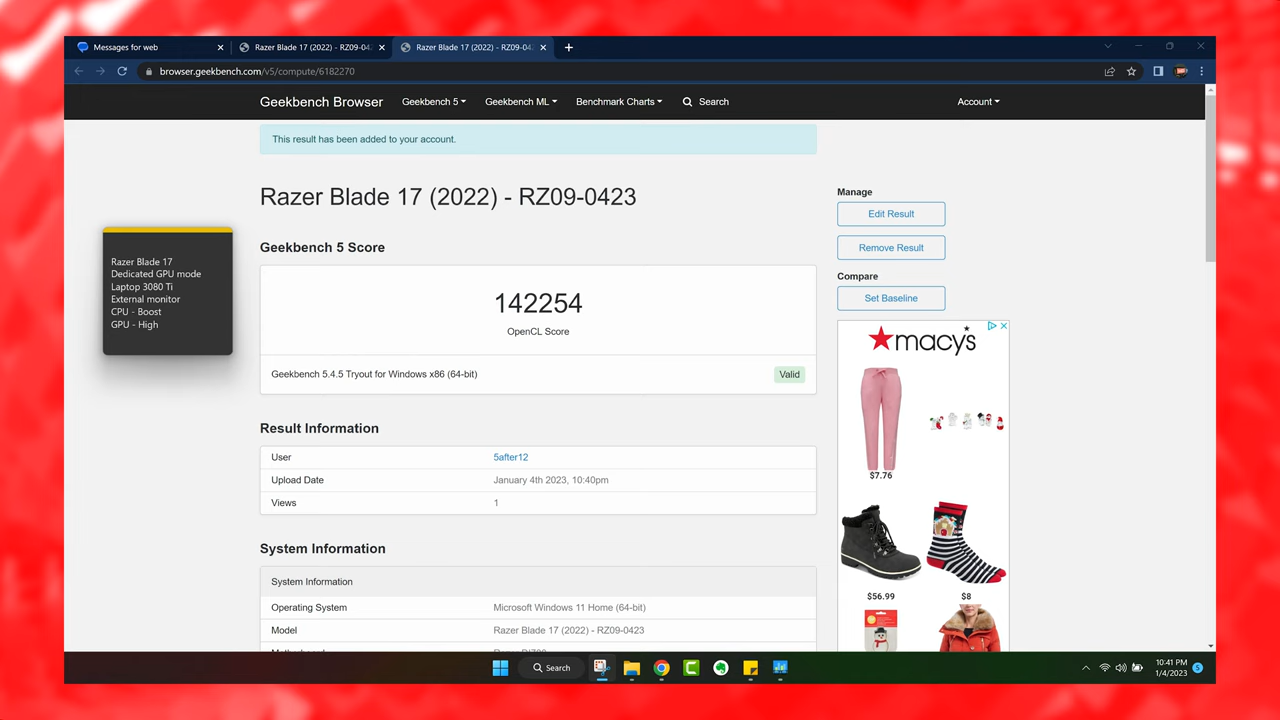 Messages for web
Razer Blade 17 (2022) - RZ09-042
Razer Blade 17 (2022) - RZ09-04
browser.geekbench.com/v5/compute/6182270
Geekbench Browser
Geekbench 5
Geekbench ML
Benchmark Charts
Search
Account
This result has been added to your account.
Razer Blade 17 (2022) - RZ09-0423
Manage
Edit Result
Remove Result
Compare
Set Baseline
Razer Blade 17
Dedicated GPU mode
Laptop 3080 Ti
External monitor
CPU - Boost
GPU - High
Geekbench 5 Score
142254
OpenCL Score
Geekbench 5.4.5 Tryout for Windows x86 (64-bit)
Valid
Result Information
User 5after12
Upload Date January 4th 2023, 10:40pm
Views 1
System Information
System Information
Operating System Microsoft Windows 11 Home (64-bit)
Model Razer Blade 17 (2022) - RZ09-0423
macy's
$7.76
$56.99
$8
Search
10:41 PM
1/4/2023
5